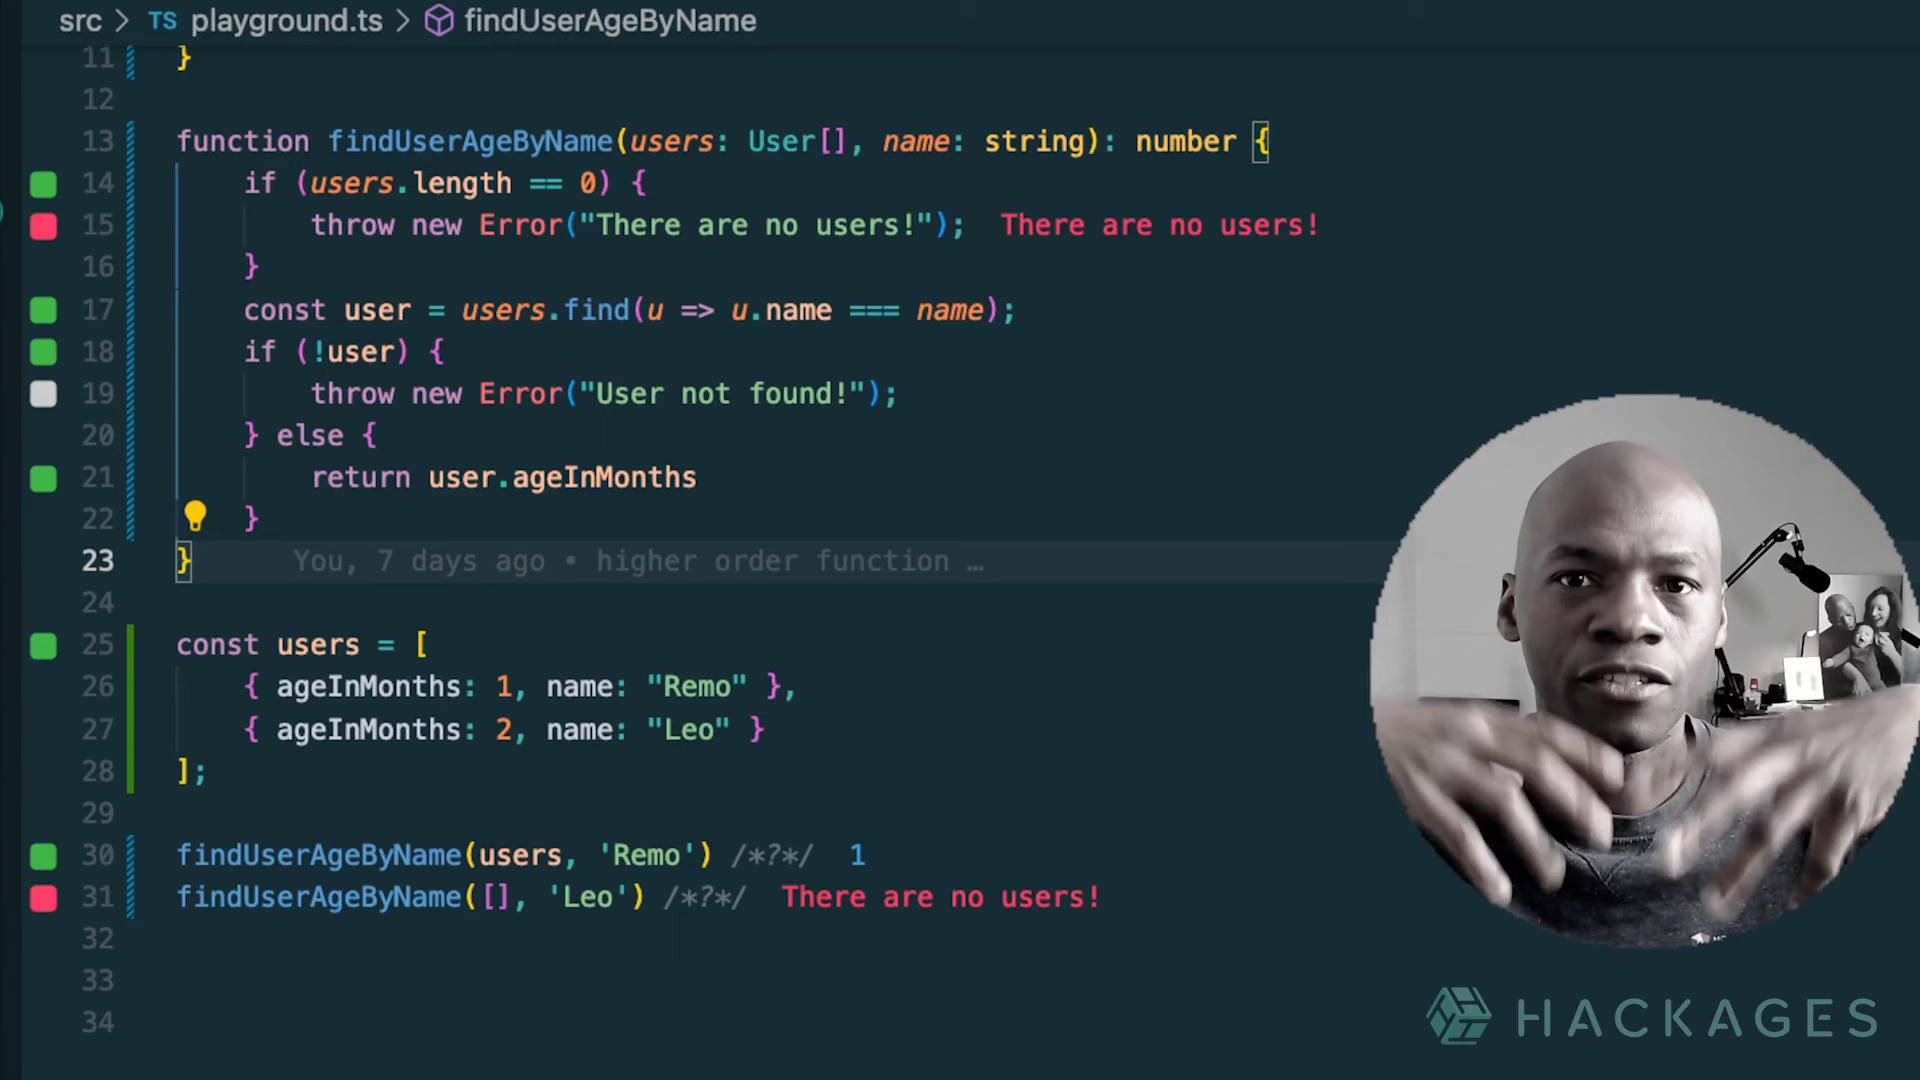 src > TS playground.ts > findUserAgeByName
11 }
12
13 function findUserAgeByName(users: User[], name: string): number {
14 if (users.length == 0) {
15 throw new Error("There are no users!"); There are no users!
16 }
17 const user = users.find(u => u.name === name);
18 if (!user) {
19 throw new Error("User not found!");
20 } else {
21 return user.ageInMonths
22 }
23 } You, 7 days ago • higher order function …
24
25 const users = [
26 { ageInMonths: 1, name: "Remo" },
27 { ageInMonths: 2, name: "Leo" }
28 ];
29
30 findUserAgeByName(users, 'Remo') /*?*/ 1
31 findUserAgeByName([], 'Leo') /*?*/ There are no users!
32
33
34
HACKAGES